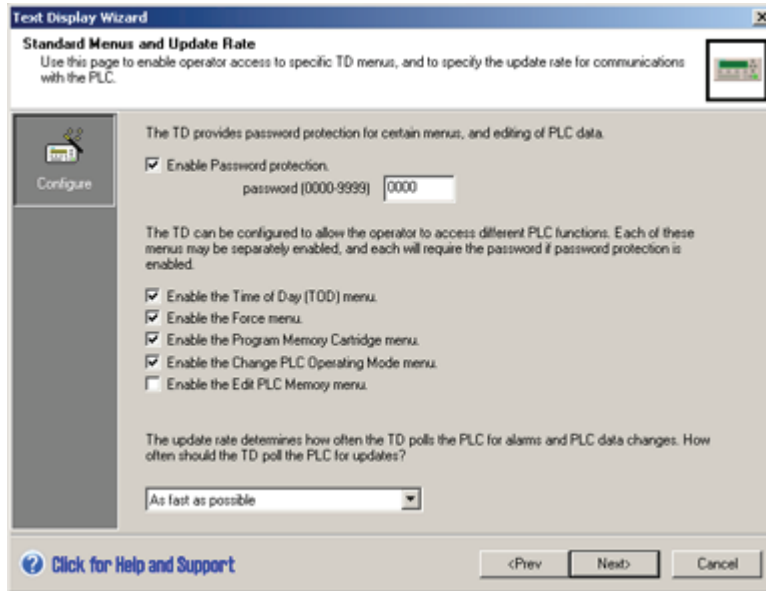 Text Display Wizard
Standard Menus and Update Rate
Use this page to enable operator access to specific TD menus, and to specify the update rate for communications
with the PLC.
Configure
The TD provides password protection for certain menus, and editing of PLC data.
Enable Password protection.
password (0000-9999) 0000
The TD can be configured to allow the operator to access different PLC functions. Each of these
menus may be separately enabled, and each will require the password if password protection is
enabled.
Enable the Time of Day (TOD) menu.
Enable the Force menu.
Enable the Program Memory Cartridge menu.
Enable the Change PLC Operating Mode menu.
Enable the Edit PLC Memory menu.
The update rate determines how often the TD polls the PLC for alarms and PLC data changes. How
often should the TD poll the PLC for updates?
As fast as possible
Click for Help and Support
<Prev Next> Cancel